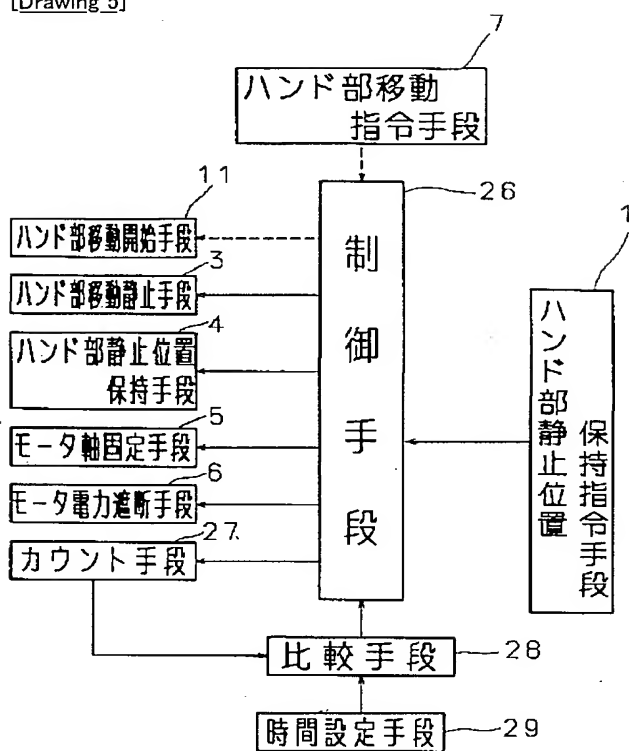 [Drawing 5]
7
ハンド部移動
指令手段
11
26
ハンド部移動開始手段
3
ハンド部移動静止手段
4
ハンド部静止位置
保持手段
5
モータ軸固定手段
6
モータ電力遮断手段
27
カウント手段
制御手段
1
ハンド部静止位置
保持指令手段
比較手段
28
時間設定手段
29